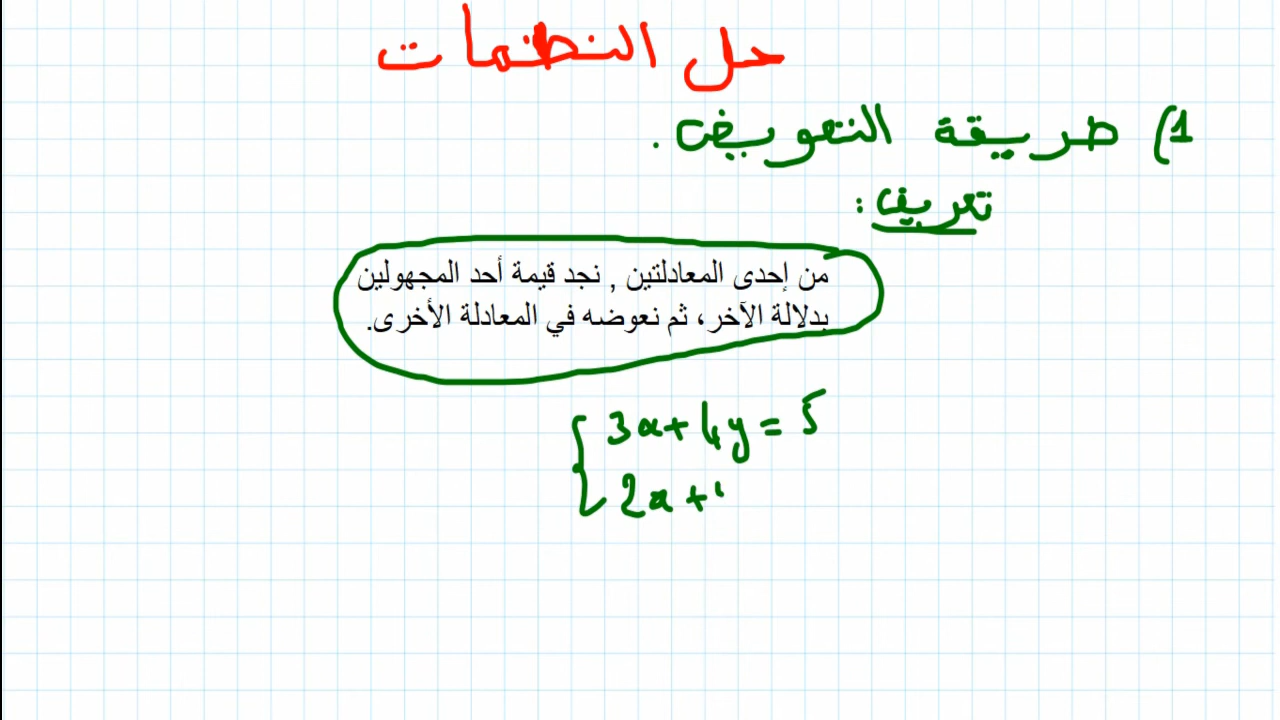 حل النظمات
1) طريقة التعويض.
تعريف :
من إحدى المعادلتين , نجد قيمة أحد المجهولين
بدلالة الآخر، ثم نعوضه في المعادلة الأخرى.
3x+4y=5
2x+